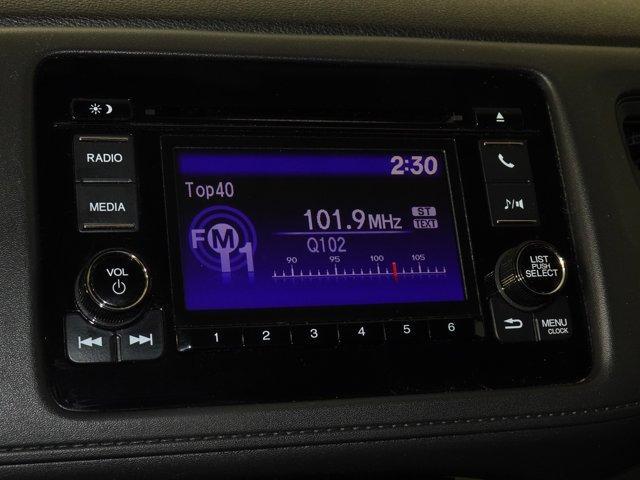 2:30
RADIO
Top40
MEDIA
101.9MHz
ST
TEXT
FM
1
Q102
90 95 100 105
VOL
LIST
PUSH
SELECT
1 2 3 4 5 6
MENU
CLOCK